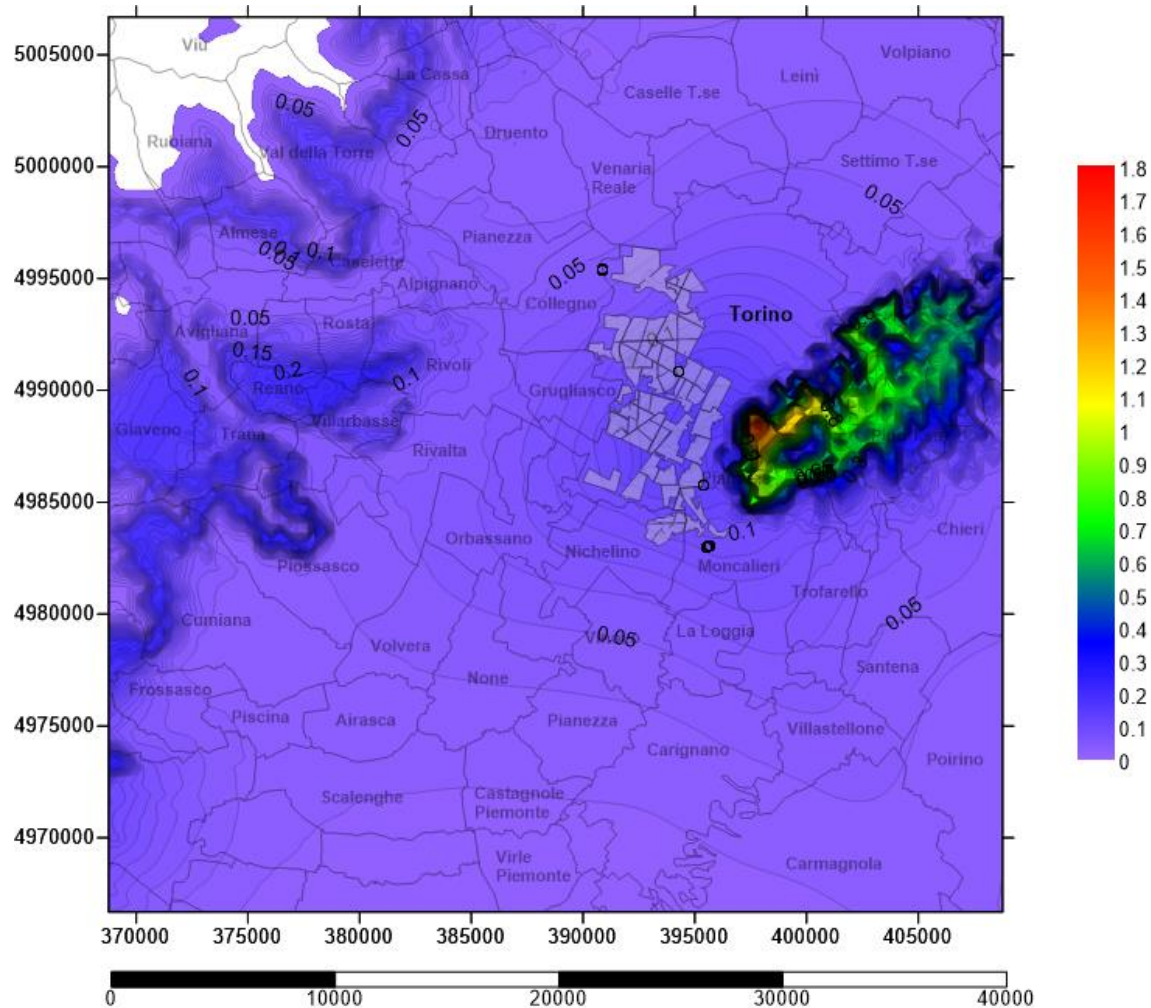 5005000
5000000
4995000
4990000
4985000
4980000
4975000
4970000
Viù
La Cassa
Caselle T.se
Leinì
Volpiano
0.05
0.05
Rubiana
Val della Torre
Druento
Venaria
Reale
Settimo T.se
0.05
Almese
0.1
0.05
Caselette
Pianezza
Alpignano
0.05
Collegno
Torino
0.05
Avigliana
Rosta
0.15
0.2
Reano
0.1
Rivoli
Grugliasco
0.1
Giaveno
Trana
Villarbasse
Rivalta
Orbassano
Nichelino
0.1
Moncalieri
Chieri
Piossasco
Trofarello
Cumiana
Volvera
0.05
La Loggia
0.05
Santena
Frossasco
None
Piscina
Airasca
Pianezza
Carignano
Villastellone
Poirino
Scalenghe
Castagnole
Piemonte
Virle
Piemonte
Carmagnola
370000 375000 380000 385000 390000 395000 400000 405000
0 10000 20000 30000 40000
1.8
1.7
1.6
1.5
1.4
1.3
1.2
1.1
1
0.9
0.8
0.7
0.6
0.5
0.4
0.3
0.2
0.1
0